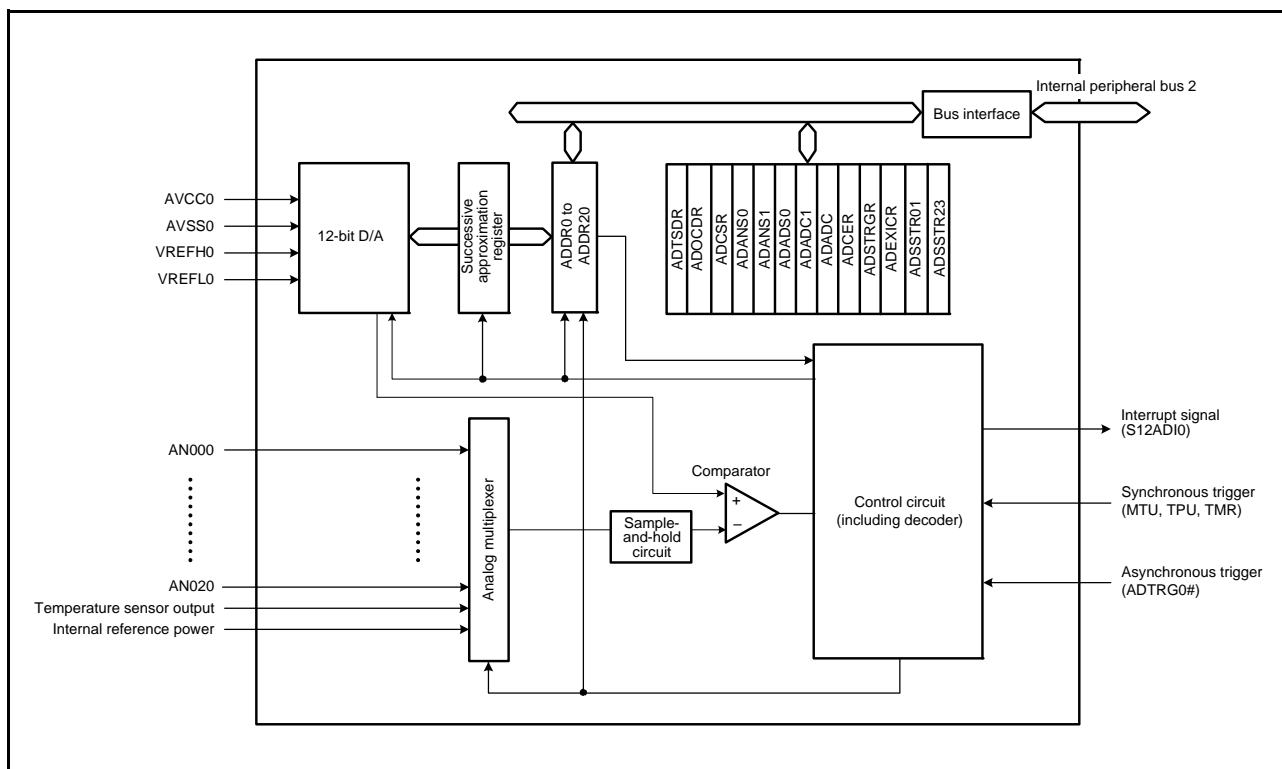 Internal peripheral bus 2
Bus interface
AVCC0
AVSS0
VREFH0
VREFL0
12-bit D/A
Successive
approximation
register
ADDR0 to
ADDR20
ADTSDR
ADOCDR
ADCSR
ADANS0
ADANS1
ADADS0
ADADC1
ADADC
ADCER
ADSTRGR
ADEXICR
ADSSTR01
ADSSTR23
Interrupt signal
(S12ADI0)
AN000
Comparator
+
−
Synchronous trigger
(MTU, TPU, TMR)
Control circuit
(including decoder)
Analog multiplexer
Sample-
and-hold
circuit
AN020
Asynchronous trigger
(ADTRG0#)
Temperature sensor output
Internal reference power